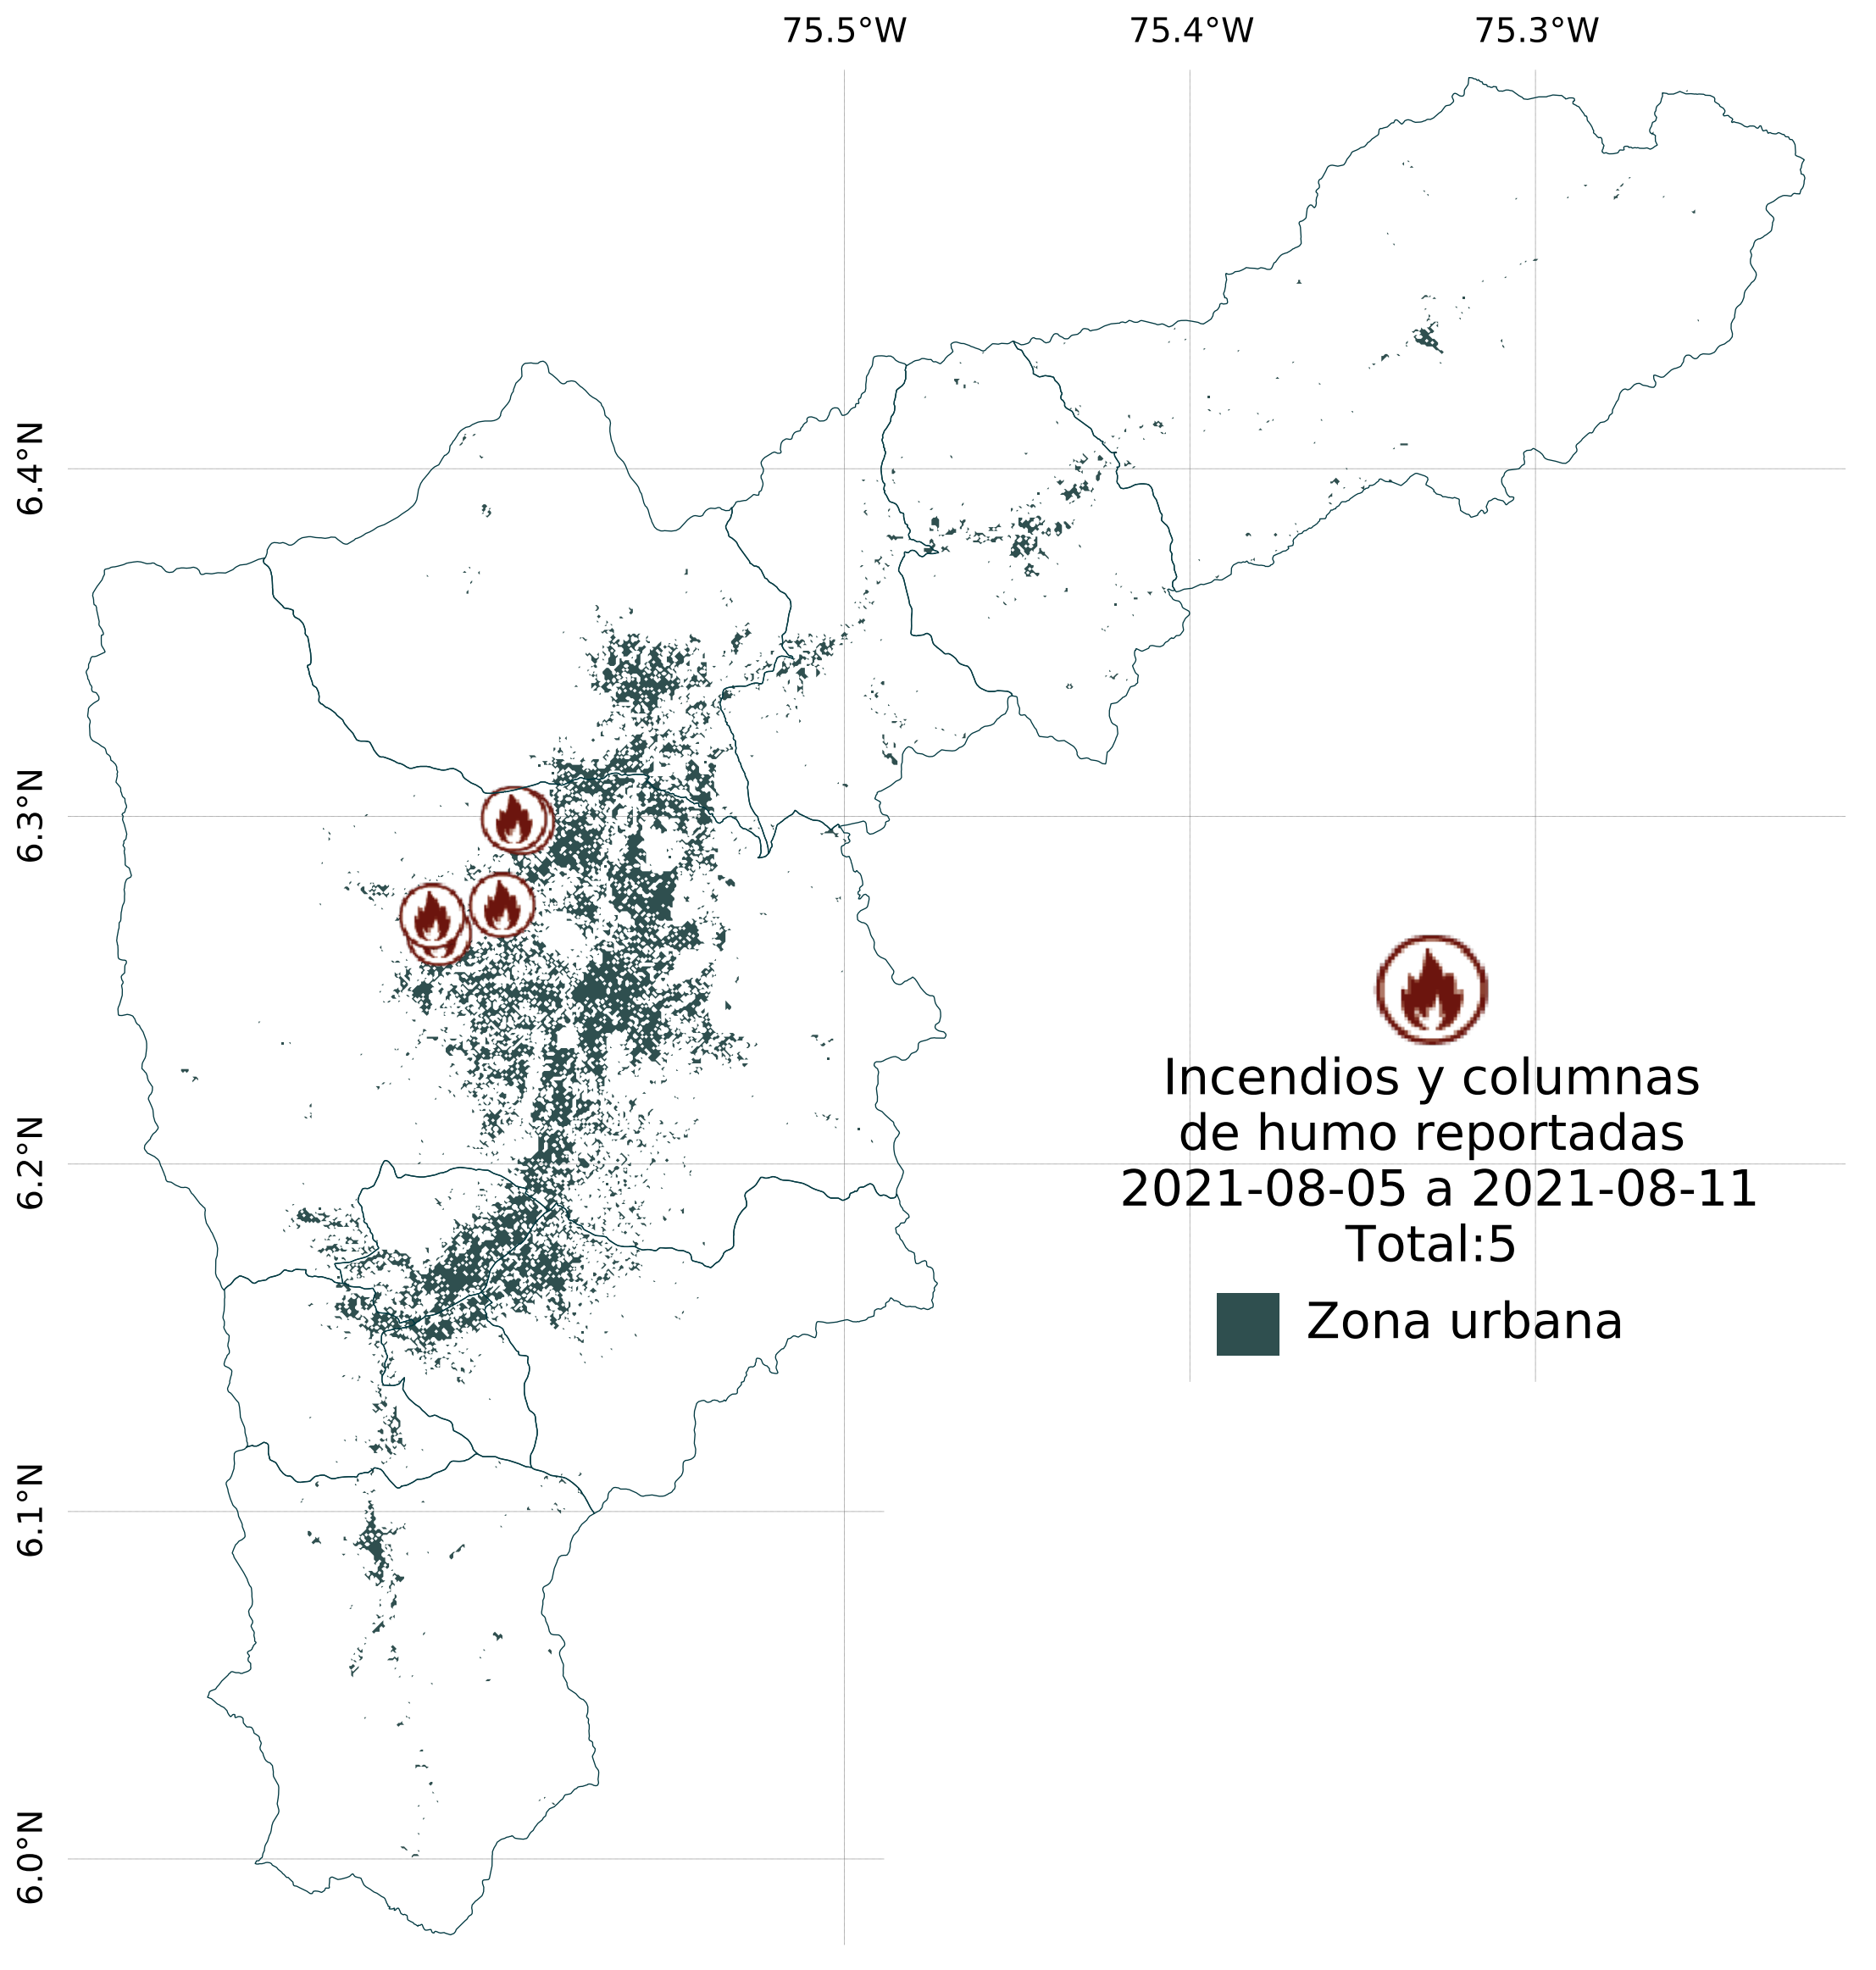 75.5°W 75.4°W 75.3°W
6.4°N
6.3°N
6.2°N
6.1°N
6.0°N
Incendios y columnas
de humo reportadas
2021-08-05 a 2021-08-11
Total:5
Zona urbana